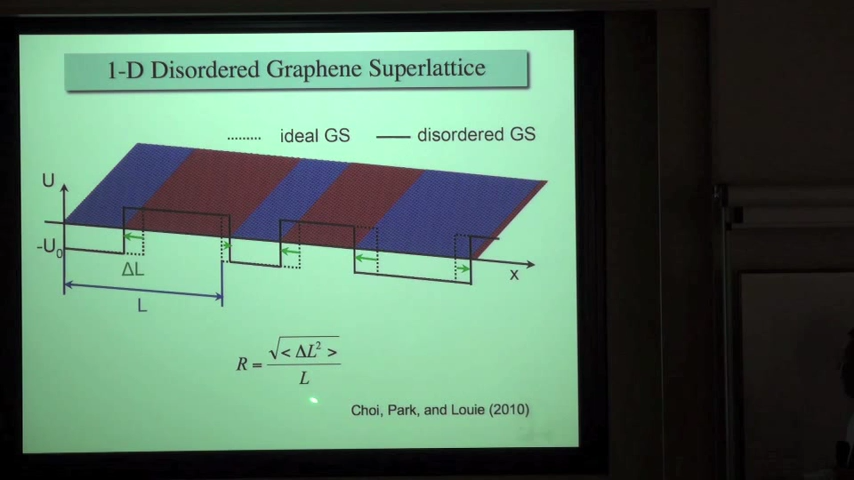 1-D Disordered Graphene Superlattice
ideal GS
disordered GS
U
-U₀
ΔL
L
x
R = √< ΔL² > / L
Choi, Park, and Louie (2010)